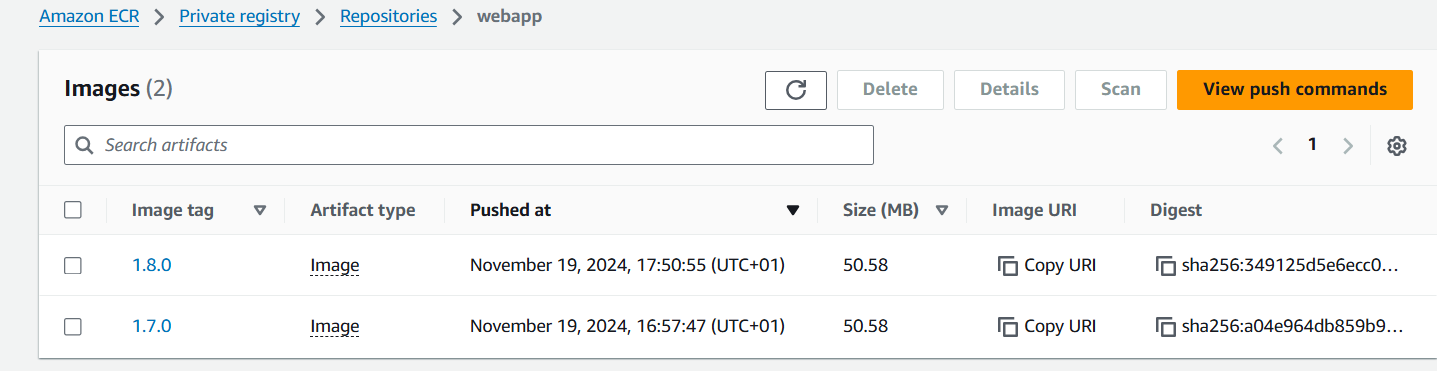 Amazon ECR > Private registry > Repositories > webapp
Images (2) Delete Details Scan View push commands
Search artifacts < 1 >
Image tag Artifact type Pushed at Size (MB) Image URI Digest
1.8.0 Image November 19, 2024, 17:50:55 (UTC+01) 50.58 Copy URI sha256:349125d5e6ecc0...
1.7.0 Image November 19, 2024, 16:57:47 (UTC+01) 50.58 Copy URI sha256:a04e964db859b9...